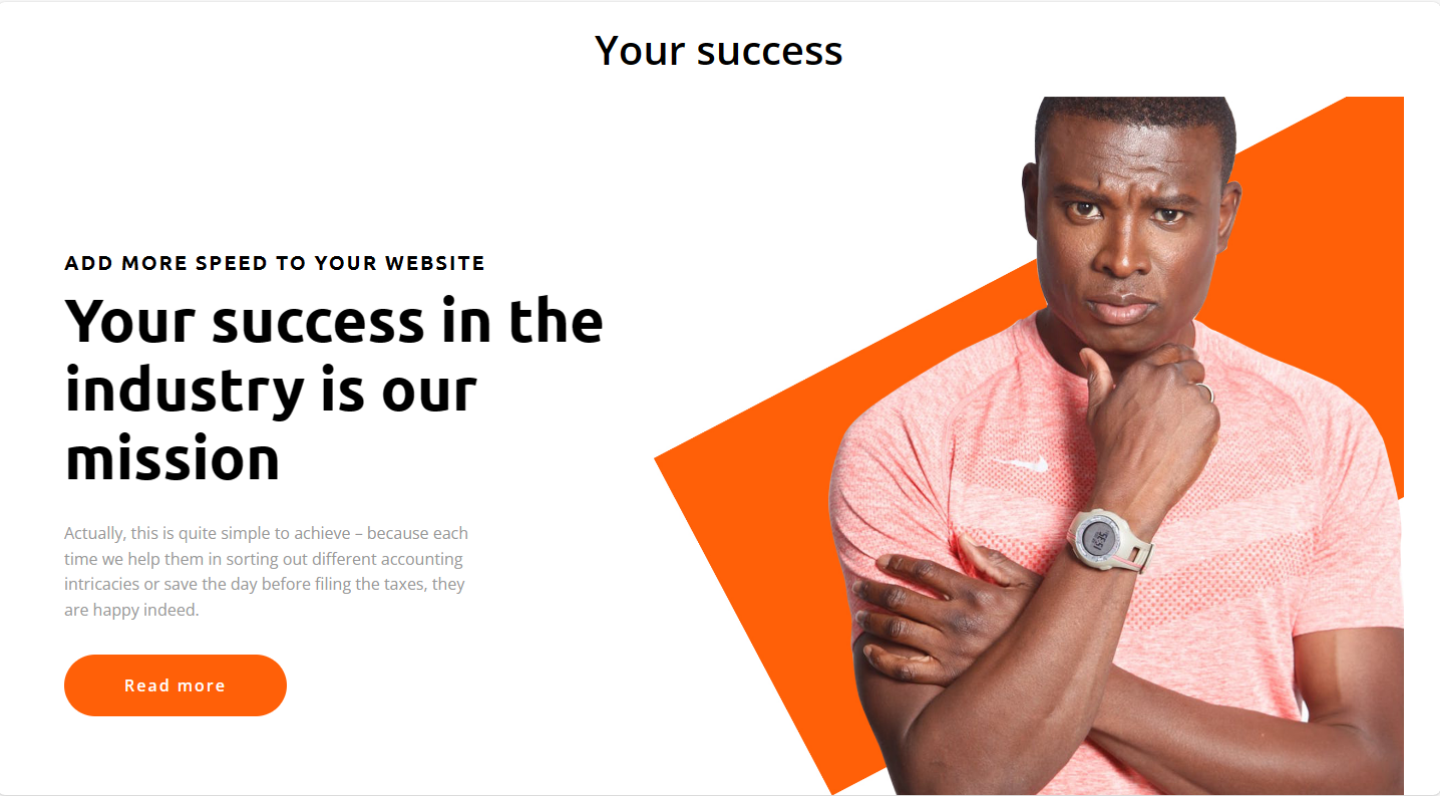 Your success
ADD MORE SPEED TO YOUR WEBSITE
Your success in the
industry is our
mission
Actually, this is quite simple to achieve – because each
time we help them in sorting out different accounting
intricacies or save the day before filing the taxes, they
are happy indeed.
Read more